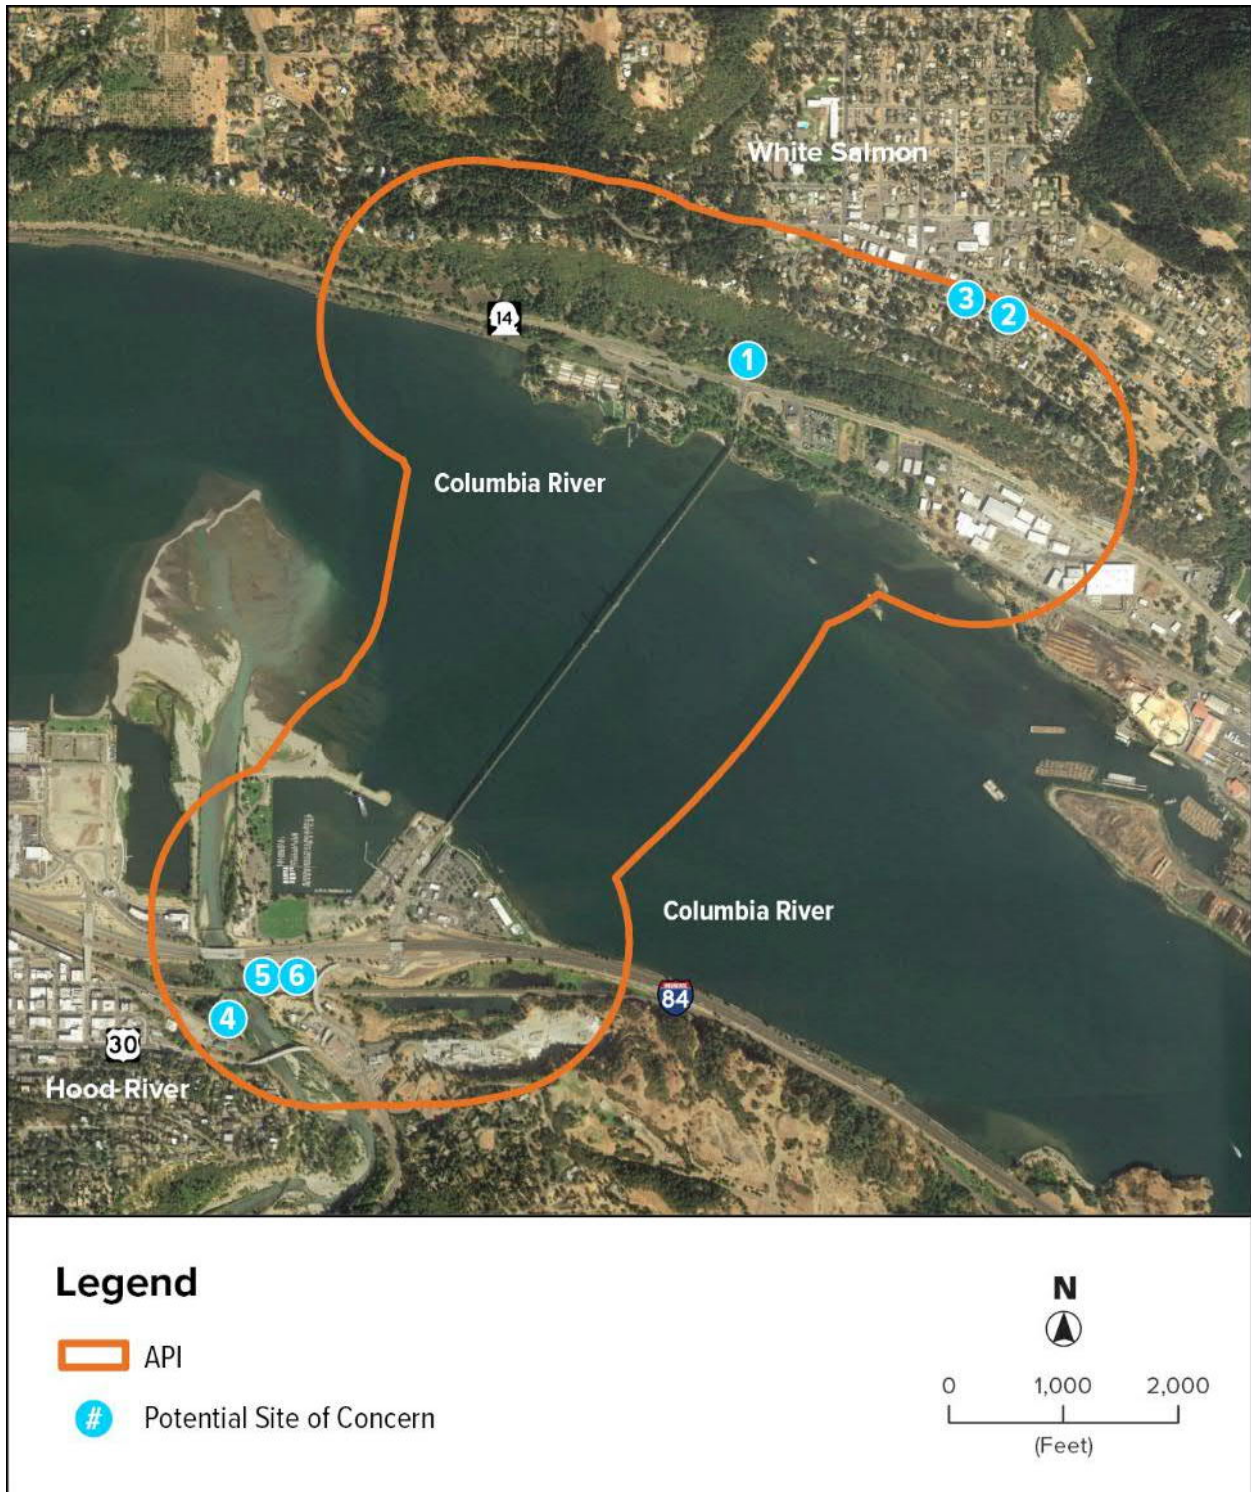 White Salmon
3
2
14
1
Columbia River
Columbia River
5
6
84
4
30
Hood River
Legend
N
API
0 1,000 2,000
# Potential Site of Concern
(Feet)